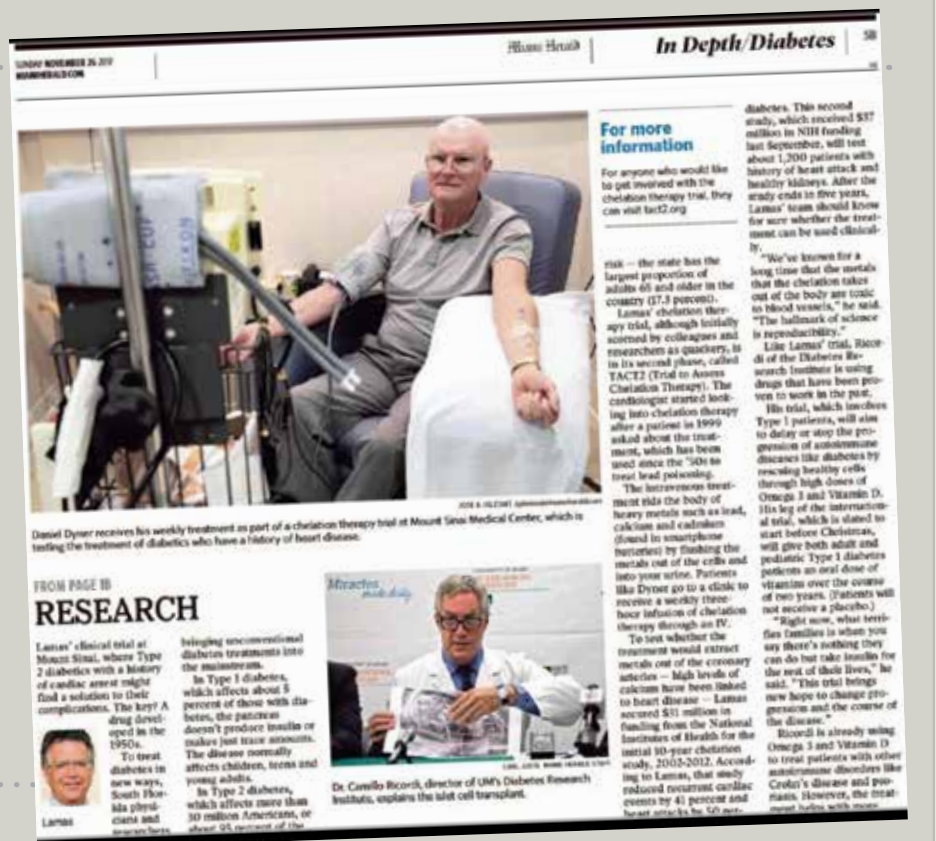 SUNDAY NOVEMBER 26 2017
MIAMIHERALD.COM
Miami Herald
In Depth/Diabetes
5B
For more
information
For anyone who would like
to get involved with the
chelation therapy trial, they
can visit tact2.org
Daniel Dyner receives his weekly treatment as part of a chelation therapy trial at Mount Sinai Medical Center, which is
testing the treatment of diabetics who have a history of heart disease.
FROM PAGE 1B
RESEARCH
Lamas' clinical trial at
Mount Sinai, where Type
2 diabetics with a history
of cardiac arrest might
find a solution to their
complications. The key? A
drug devel-
oped in the
1950s.
To treat
diabetes in
new ways,
South Flor-
ida physi-
cians and
researchers
Lamas
bringing unconventional
diabetes treatments into
the mainstream.
In Type 1 diabetes,
which affects about 5
percent of those with dia-
betes, the pancreas
doesn't produce insulin or
makes just trace amounts.
The disease normally
affects children, teens and
young adults.
In Type 2 diabetes,
which affects more than
30 million Americans, or
about 95 percent of the
Miracles
made daily
Dr. Camillo Ricordi, director of UM's Diabetes Research
Institute, explains the islet cell transplant.
risk — the state has the
largest proportion of
adults 65 and older in the
country (17.3 percent).
Lamas' chelation ther-
apy trial, although initially
scorned by colleagues and
researchers as quackery, is
in its second phase, called
TACT2 (Trial to Assess
Chelation Therapy). The
cardiologist started look-
ing into chelation therapy
after a patient in 1999
asked about the treat-
ment, which has been
used since the '50s to
treat lead poisoning.
The intravenous treat-
ment rids the body of
heavy metals such as lead,
calcium and cadmium
(found in smartphone
batteries) by flushing the
metals out of the cells and
into your urine. Patients
like Dyner go to a clinic to
receive a weekly three-
hour infusion of chelation
therapy through an IV.
To test whether the
treatment would extract
metals out of the coronary
arteries — high levels of
calcium have been linked
to heart disease — Lamas
secured $31 million in
funding from the National
Institutes of Health for the
initial 10-year chelation
study, 2002-2012. Accord-
ing to Lamas, that study
reduced recurrent cardiac
events by 41 percent and
heart attacks by 50 per-
diabetes. This second
study, which received $37
million in NIH funding
last September, will test
about 1,200 patients with
history of heart attack and
healthy kidneys. After the
study ends in five years,
Lamas' team should know
for sure whether the treat-
ment can be used clinical-
ly.
"We've known for a
long time that the metals
that the chelation takes
out of the body are toxic
to blood vessels," he said.
"The hallmark of science
is reproducibility."
Like Lamas' trial, Ricor-
di of the Diabetes Re-
search Institute is using
drugs that have been pro-
ven to work in the past.
His trial, which involves
Type 1 patients, will aim
to delay or stop the pro-
gression of autoimmune
diseases like diabetes by
rescuing healthy cells
through high doses of
Omega 3 and Vitamin D.
His leg of the internation-
al trial, which is slated to
start before Christmas,
will give both adult and
pediatric Type 1 diabetes
patients an oral dose of
vitamins over the course
of two years. (Patients will
not receive a placebo.)
"Right now, what terri-
fies families is when you
say there's nothing they
can do but take insulin for
the rest of their lives," he
said. "This trial brings
new hope to change pro-
gression and the course of
the disease."
Ricordi is already using
Omega 3 and Vitamin D
to treat patients with other
autoimmune disorders like
Crohn's disease and pso-
riasis. However, the treat-
ment helps with more